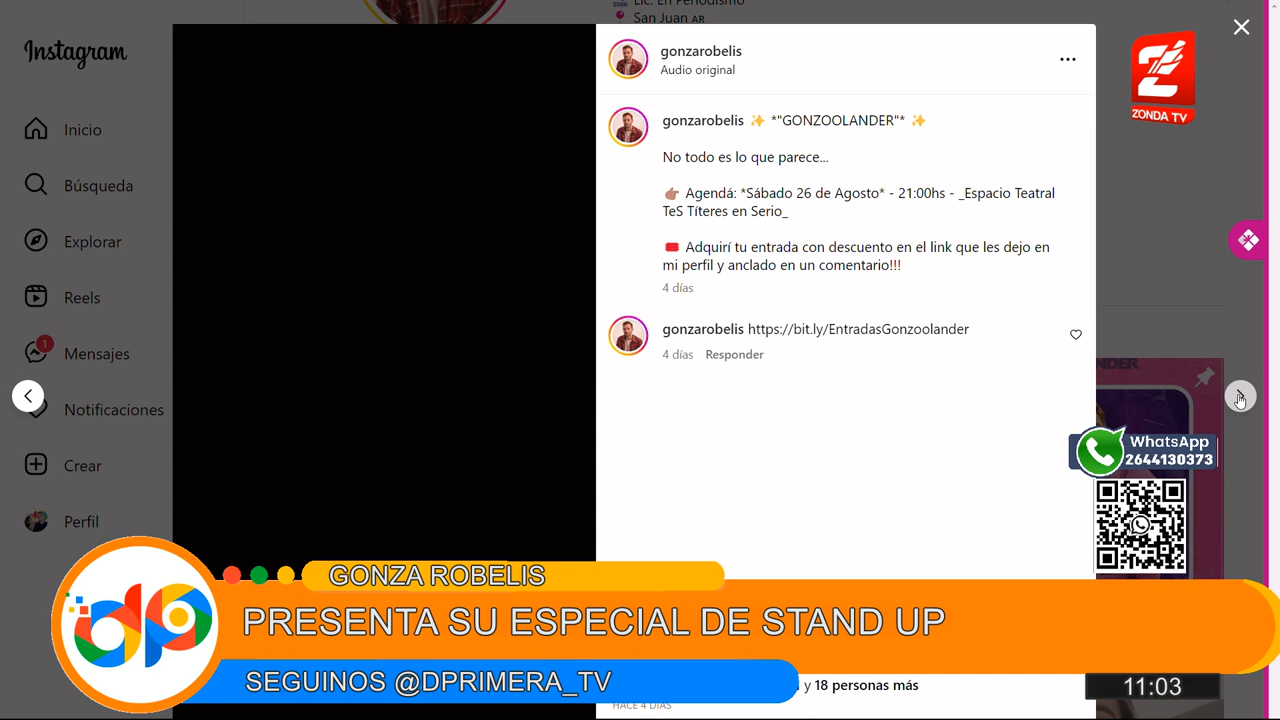 Lic. En Periodismo
San Juan AR
Instagram
Inicio
Búsqueda
Explorar
Reels
1
Mensajes
Notificaciones
Crear
Perfil
gonzarobelis
Audio original
gonzarobelis ✨ *"GONZOOLANDER"* ✨
No todo es lo que parece...
👉🏽 Agendá: *Sábado 26 de Agosto* - 21:00hs - _Espacio Teatral
TeS Títeres en Serio_
🎟 Adquirí tu entrada con descuento en el link que les dejo en
mi perfil y anclado en un comentario!!!
4 días
gonzarobelis https://bit.ly/EntradasGonzoolander
4 días Responder
ZONDA TV
WhatsApp
2644130373
dp
GONZA ROBELIS
PRESENTA SU ESPECIAL DE STAND UP
SEGUINOS @DPRIMERA_TV
y 18 personas más
HACE 4 DÍAS
11:03